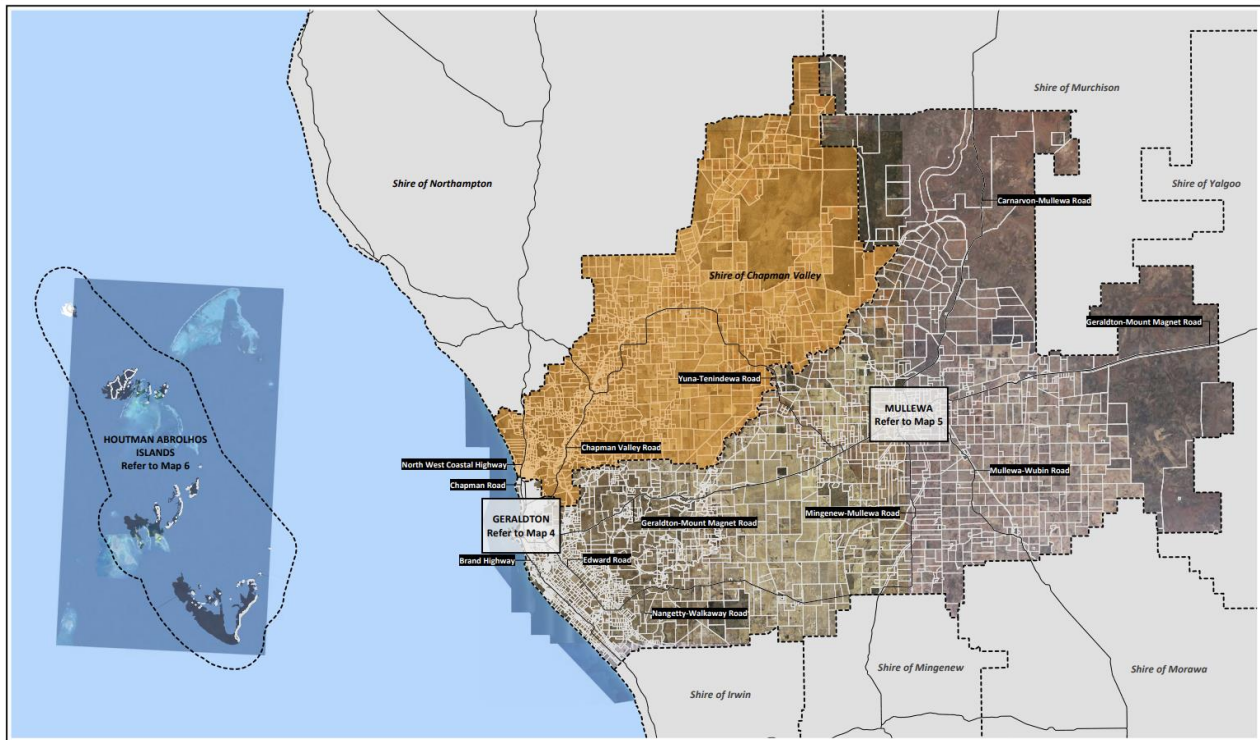 Shire of Murchison
Shire of Northampton
Shire of Yalgoo
Carnarvon-Mullewa Road
Shire of Chapman Valley
Geraldton-Mount Magnet Road
Yuna-Tenindewa Road
MULLEWA
Refer to Map 5
HOUTMAN ABROLHOS
ISLANDS
Refer to Map 6
Chapman Valley Road
North West Coastal Highway
Mullewa-Wubin Road
Chapman Road
GERALDTON
Refer to Map 4
Mingenew-Mullewa Road
Geraldton-Mount Magnet Road
Brand Highway
Edward Road
Nangetty-Walkaway Road
Shire of Mingenew
Shire of Morawa
Shire of Irwin